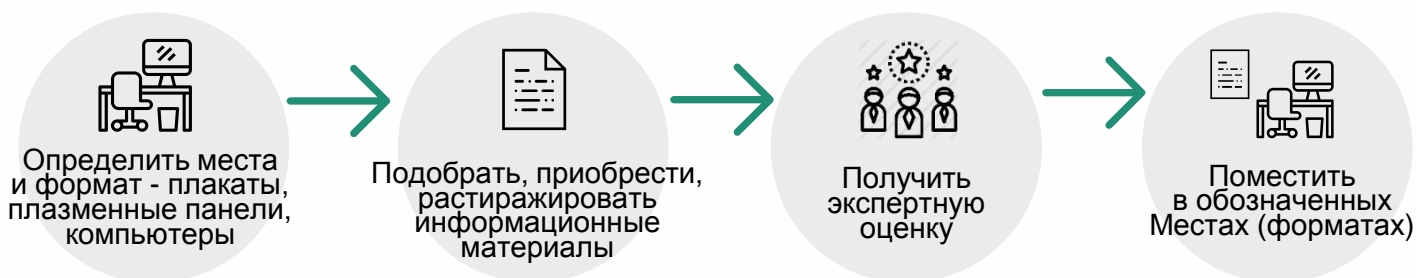 Определить места
и формат - плакаты,
плазменные панели,
компьютеры
Подобрать, приобрести,
растиражировать
информационные
материалы
Получить
экспертную
оценку
Поместить
в обозначенных
Местах (форматах)